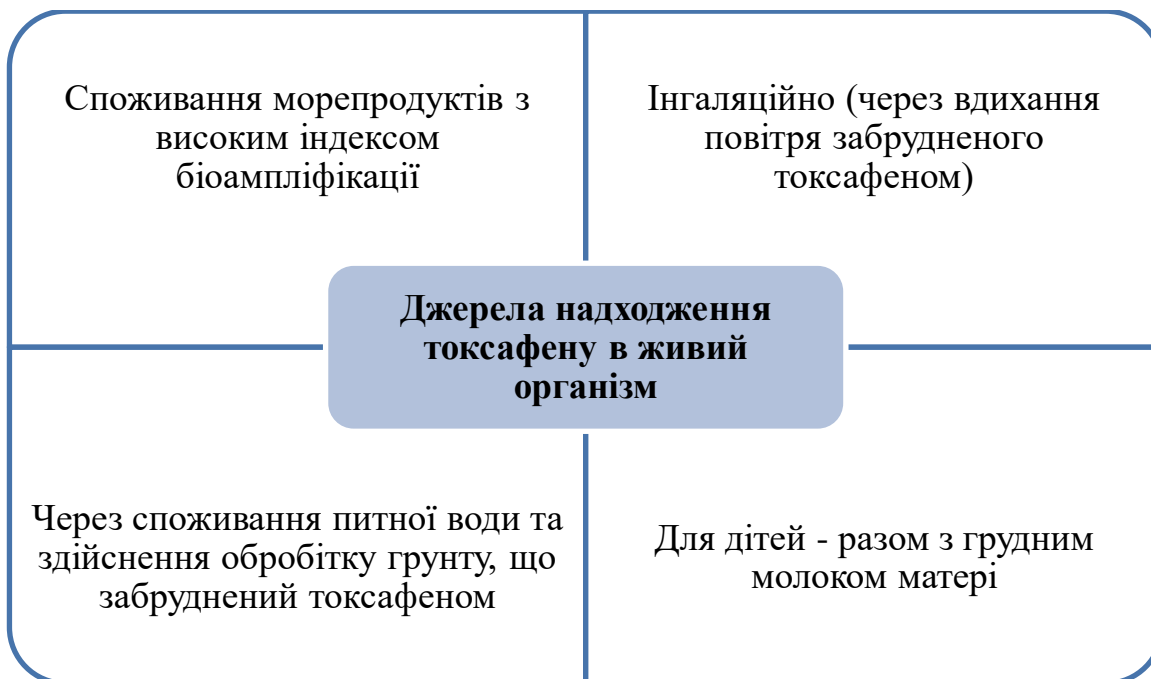 Споживання морепродуктів з
високим індексом
біоампліфікації
Інгаляційно (через вдихання
повітря забрудненого
токсафеном)
Джерела надходження
токсафену в живий
організм
Через споживання питної води та
здійснення обробітку грунту, що
забруднений токсафеном
Для дітей - разом з грудним
молоком матері